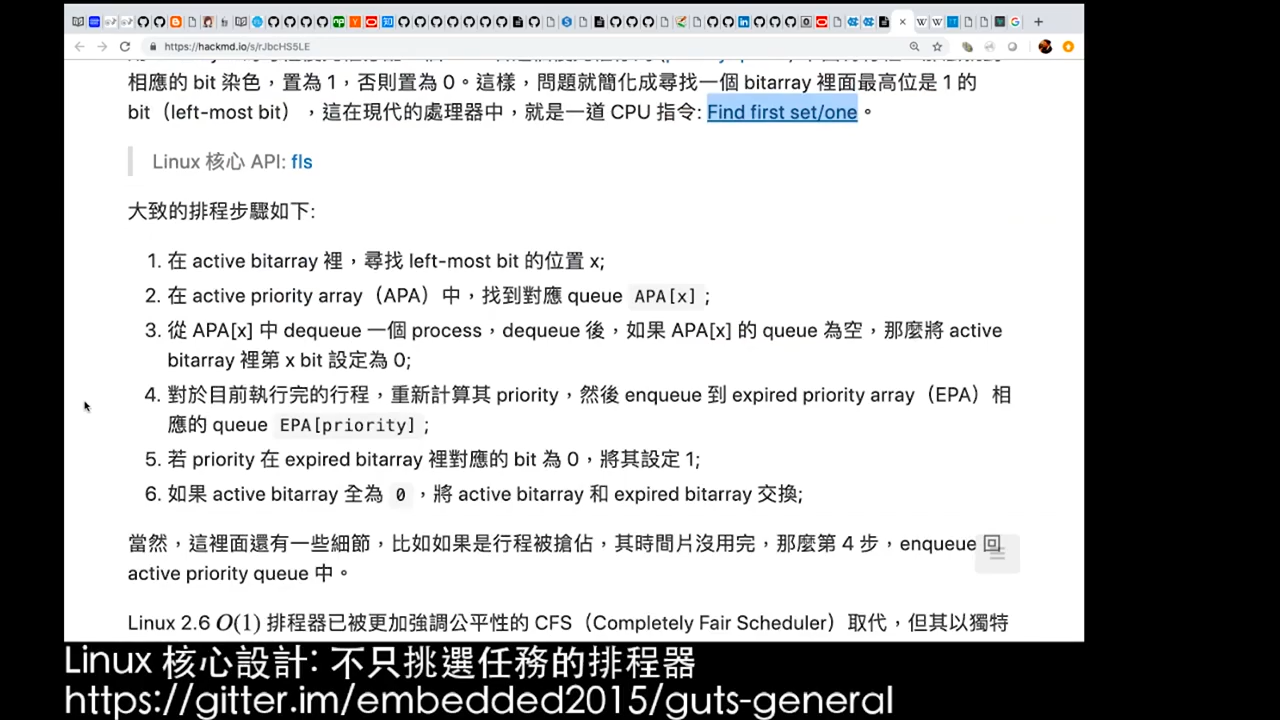 https://hackmd.io/s/rJbcHS5LE
相應的 bit 染色，置為 1，否則置為 0。這樣，問題就簡化成尋找一個 bitarray 裡面最高位是 1 的
bit（left-most bit），這在現代的處理器中，就是一道 CPU 指令: Find first set/one。
Linux 核心 API: fls
大致的排程步驟如下:
1. 在 active bitarray 裡，尋找 left-most bit 的位置 x;
2. 在 active priority array（APA）中，找到對應 queue APA[x] ;
3. 從 APA[x] 中 dequeue 一個 process，dequeue 後，如果 APA[x] 的 queue 為空，那麼將 active
bitarray 裡第 x bit 設定為 0;
4. 對於目前執行完的行程，重新計算其 priority，然後 enqueue 到 expired priority array（EPA）相
應的 queue EPA[priority] ;
5. 若 priority 在 expired bitarray 裡對應的 bit 為 0，將其設定 1;
6. 如果 active bitarray 全為 0 ，將 active bitarray 和 expired bitarray 交換;
當然，這裡面還有一些細節，比如如果是行程被搶佔，其時間片沒用完，那麼第 4 步，enqueue 回
active priority queue 中。
Linux 2.6 O(1) 排程器已被更加強調公平性的 CFS（Completely Fair Scheduler）取代，但其以獨特
Linux 核心設計: 不只挑選任務的排程器
https://gitter.im/embedded2015/guts-general